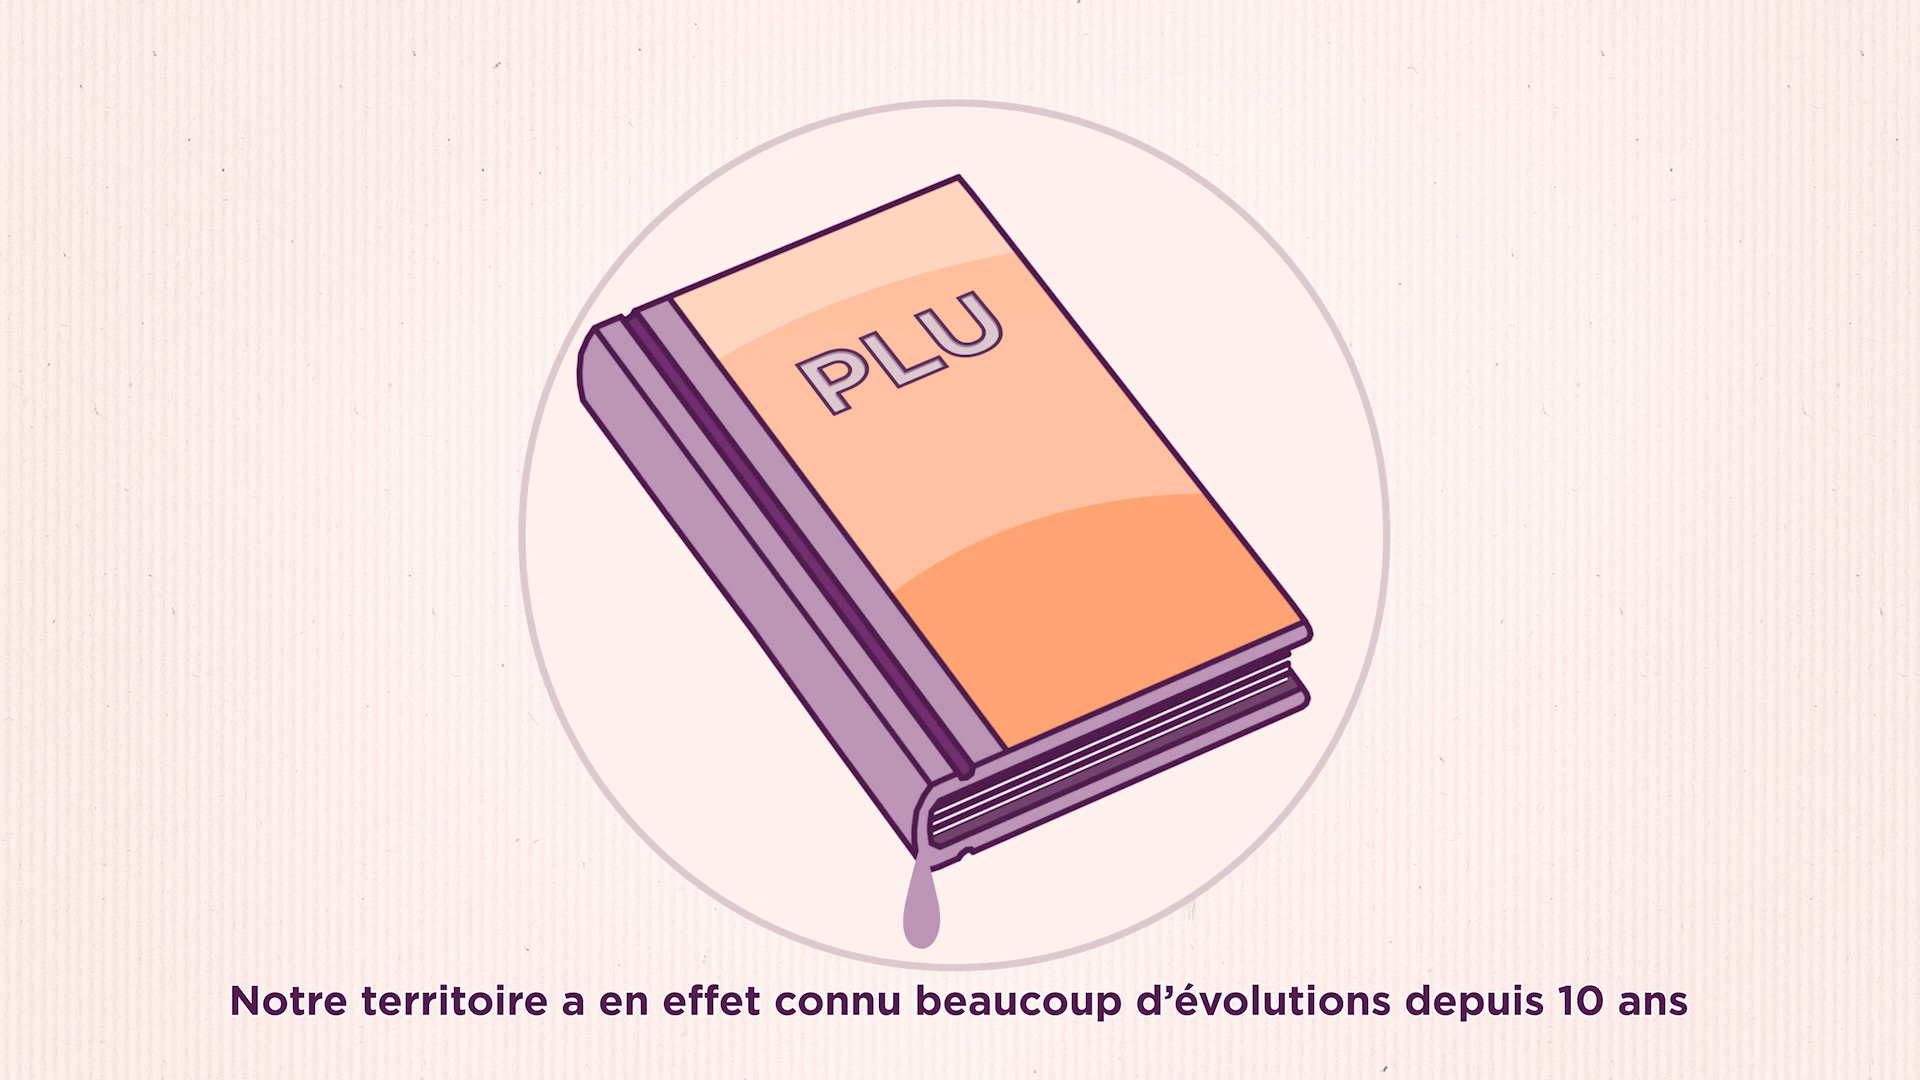 PLU
Notre territoire a en effet connu beaucoup d’évolutions depuis 10 ans